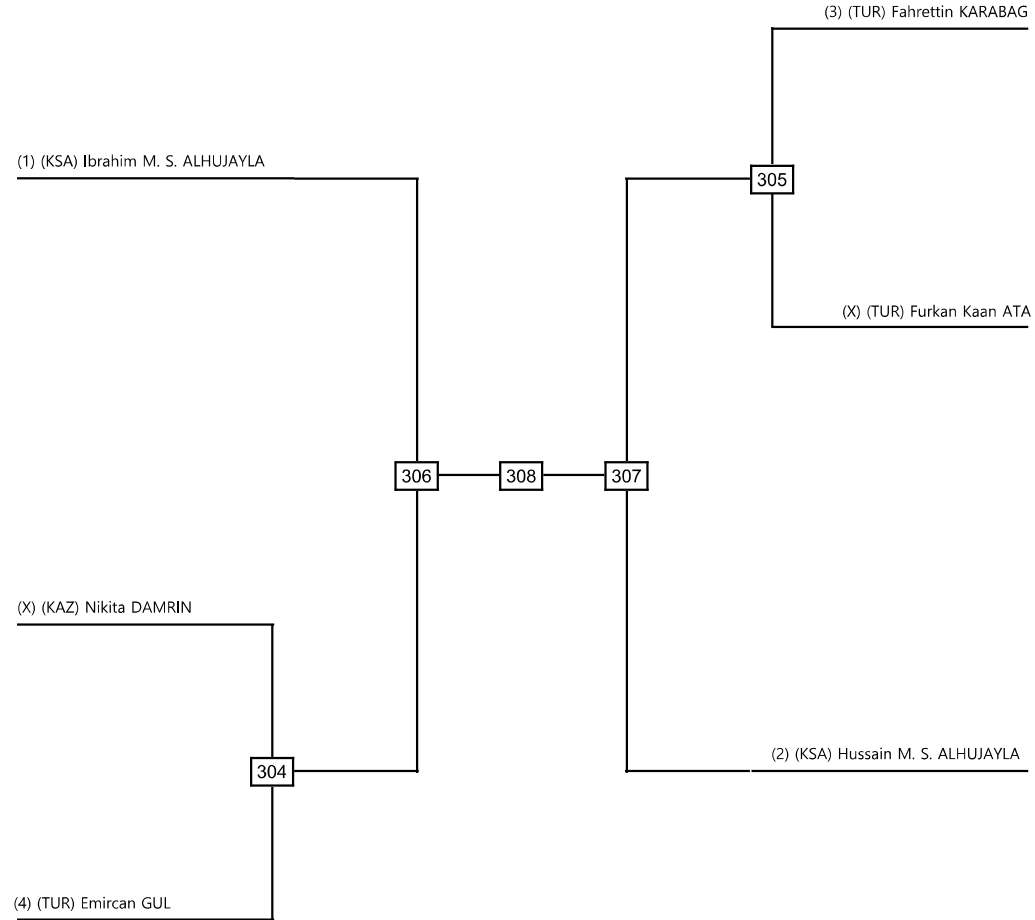 (3) (TUR) Fahrettin KARABAG
(1) (KSA) Ibrahim M. S. ALHUJAYLA
305
(X) (TUR) Furkan Kaan ATA
306
308
307
(X) (KAZ) Nikita DAMRIN
(2) (KSA) Hussain M. S. ALHUJAYLA
304
(4) (TUR) Emircan GUL